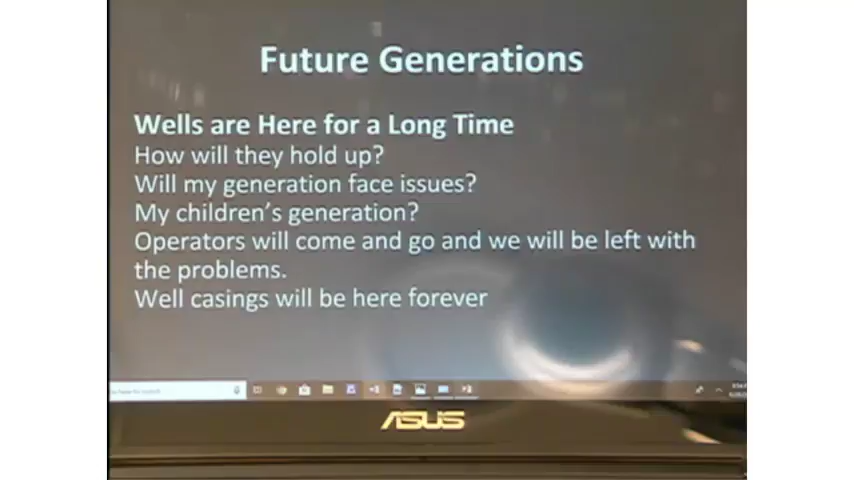 Future Generations
Wells are Here for a Long Time
How will they hold up?
Will my generation face issues?
My children's generation?
Operators will come and go and we will be left with
the problems.
Well casings will be here forever
ASUS